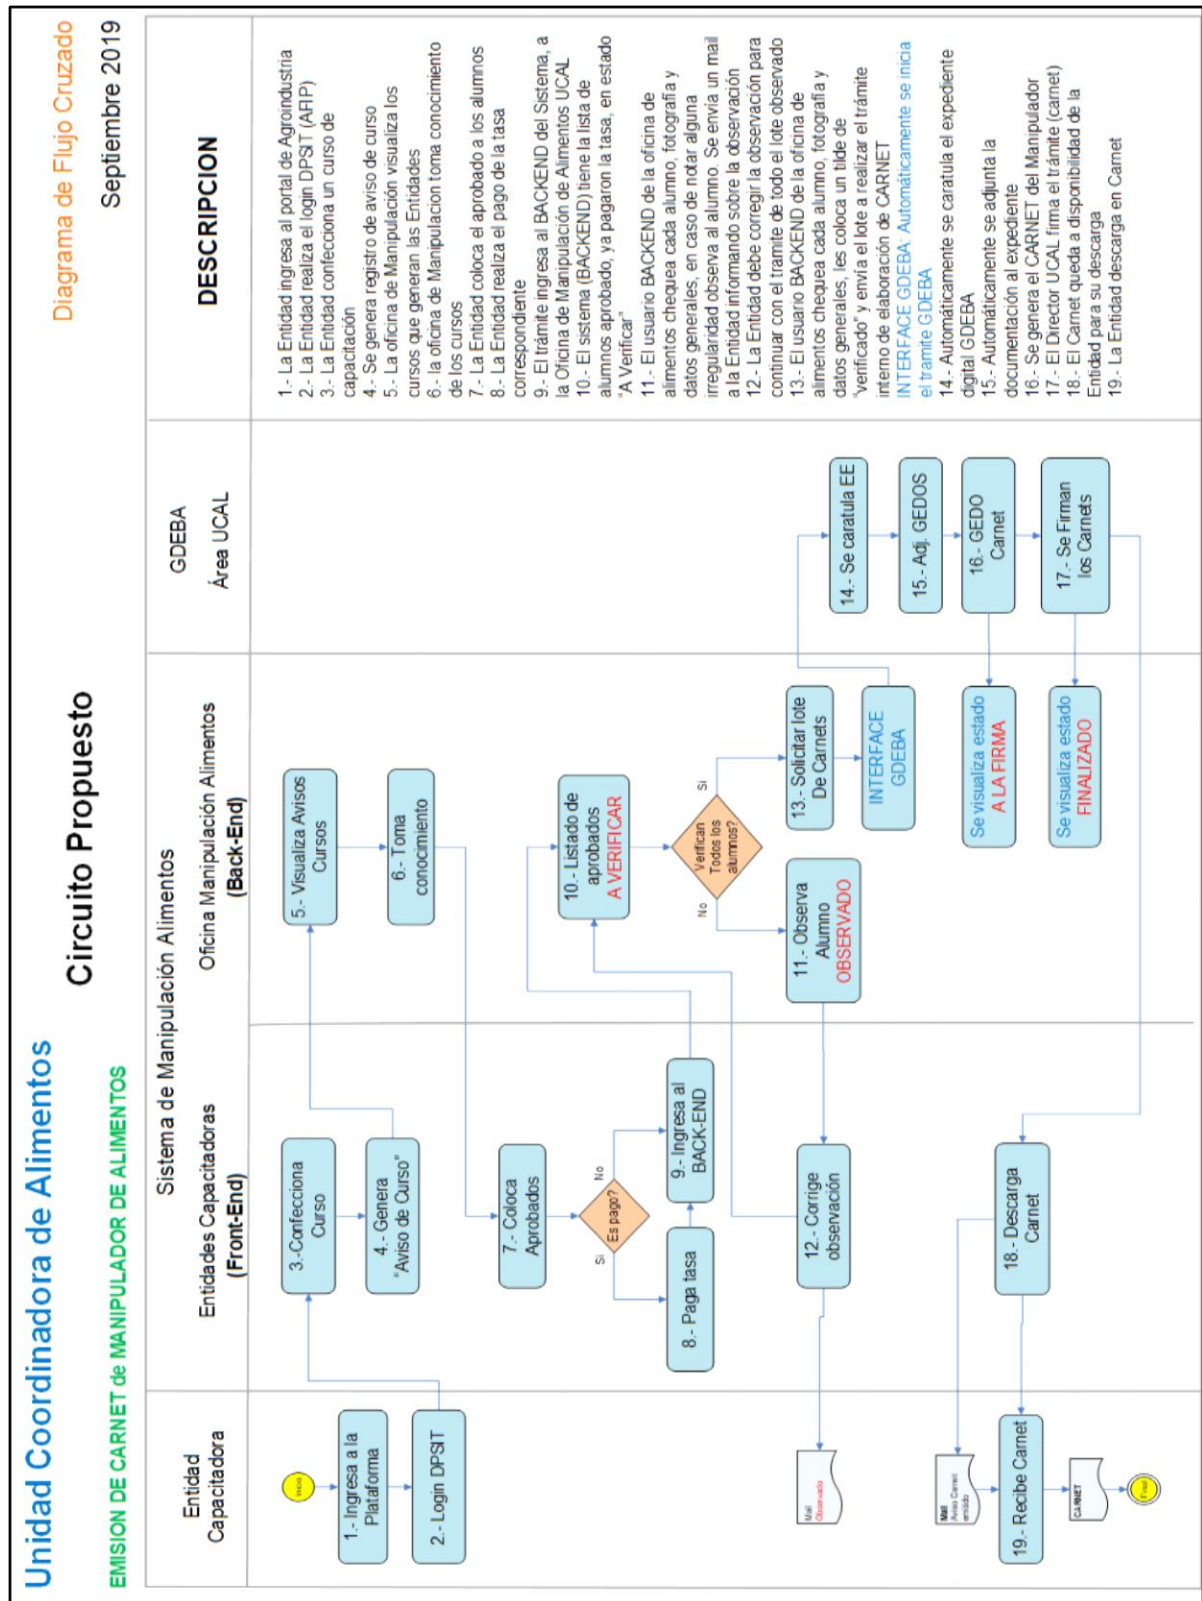 Unidad Coordinadora de Alimentos
Diagrama de Flujo Cruzado
Circuito Propuesto
Septiembre 2019
EMISION DE CARNET de MANIPULADOR DE ALIMENTOS
Entidad
Capacitadora
Sistema de Manipulación Alimentos
Entidades Capacitadoras
(Front-End)
Oficina Manipulación Alimentos
(Back-End)
GDEBA
Área UCAL
DESCRIPCION
Inicio
1.- Ingresa a la
Plataforma
2.- Login DPSIT
3.-Confecciona
Curso
4.- Genera
“Aviso de Curso”
5.- Visualiza Avisos
Cursos
6.- Toma
conocimiento
7.- Coloca
Aprobados
Es pago?
Si
No
8.- Paga tasa
9.- Ingresa al
BACK-END
10.- Listado de
aprobados
A VERIFICAR
Verifican
Todos los
alumnos?
No
Si
11.- Observa
Alumno
OBSERVADO
12.- Corrige
observación
Mail
Observado
13.- Solicitar lote
De Carnets
INTERFACE
GDEBA
14.- Se caratula EE
15.- Adj. GEDOS
16.- GEDO
Carnet
Se visualiza estado
A LA FIRMA
17.- Se Firman
los Carnets
Se visualiza estado
FINALIZADO
18.- Descarga
Carnet
Mail
Aviso Carnet
emitido
19.- Recibe Carnet
CARNET
Final
1.- La Entidad ingresa al portal de Agroindustria
2.- La Entidad realiza el login DPSIT (ARP)
3.- La Entidad confecciona un curso de
capacitación
4.- Se genera registro de aviso de curso
5.- La oficina de Manipulación visualiza los
cursos que generan las Entidades
6.- la oficina de Manipulacion toma conocimiento
de los cursos
7.- La Entidad coloca el aprobado a los alumnos
8.- La Entidad realiza el pago de la tasa
correspondiente
9.- El trámite ingresa al BACKEND del Sistema, a
la Oficina de Manipulación de Alimentos UCAL
10.- El sistema (BACKEND) tiene la lista de
alumnos aprobado, ya pagaron la tasa, en estado
“A Verificar”
11.- El usuario BACKEND de la oficina de
alimentos chequea cada alumno, fotografía y
datos generales, en caso de notar alguna
irregularidad observa al alumno. Se envía un mail
a la Entidad informando sobre la observación
12.- La Entidad debe corregir la observación para
continuar con el tramite de todo el lote observado
13.- El usuario BACKEND de la oficina de
alimentos chequea cada alumno, fotografía y
datos generales, les coloca un tilde de
“verificado” y envía el lote a realizar el trámite
interno de elaboración de CARNET
INTERFACE GDEBA: Automáticamente se inicia
el tramite GDEBA
14.- Automáticamente se caratula el expediente
digital GDEBA
15.- Automáticamente se adjunta la
documentación al expediente
16.- Se genera el CARNET del Manipulador
17.- El Director UCAL firma el trámite (carnet)
18.- El Carnet queda a disponibilidad de la
Entidad para su descarga
19.- La Entidad descarga en Carnet